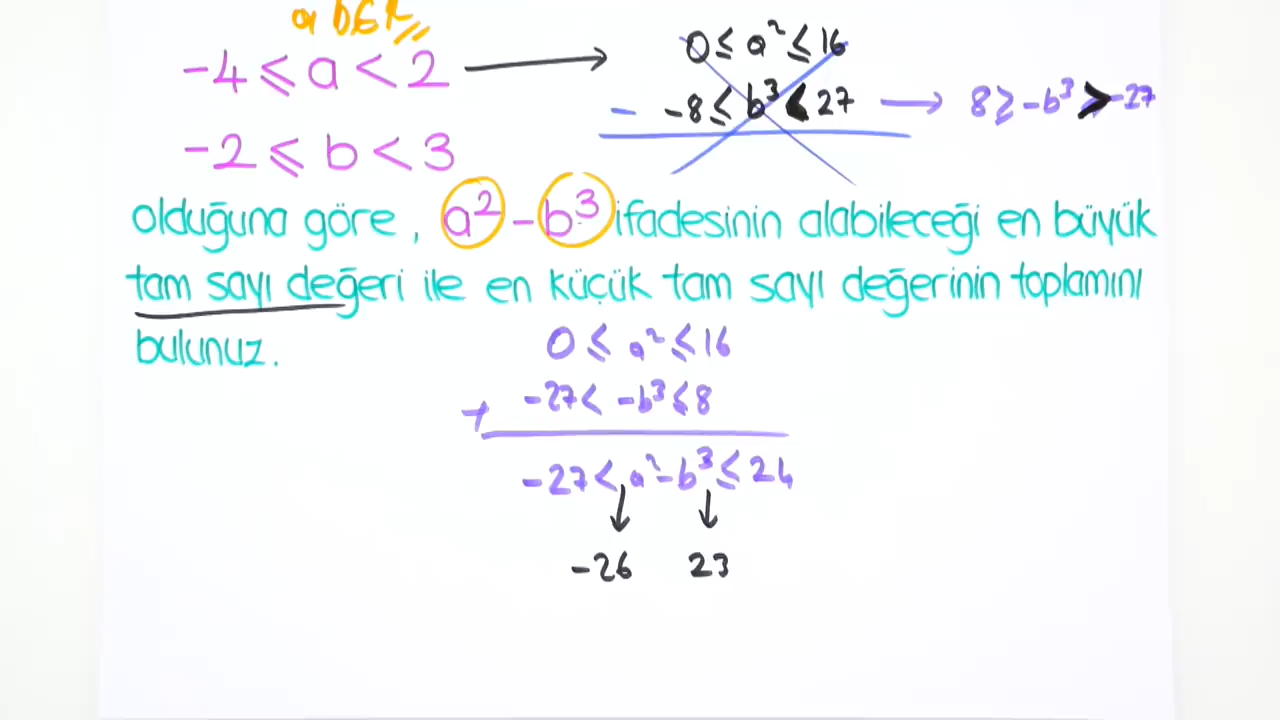 a b ∈ R
-4 ⩽ a < 2 → 0 ≤ a² ≤ 16
- -8 ≤ b³ < 27 → 8 ≥ -b³ > -27
-2 ⩽ b < 3
olduğuna göre, a² - b³ ifadesinin alabileceği en büyük
tam sayı değeri ile en küçük tam sayı değerinin toplamını
bulunuz.
0 ≤ a² ≤ 16
+ -27 < -b³ ≤ 8
-27 < a² - b³ ≤ 24
↓ ↓
-26 23